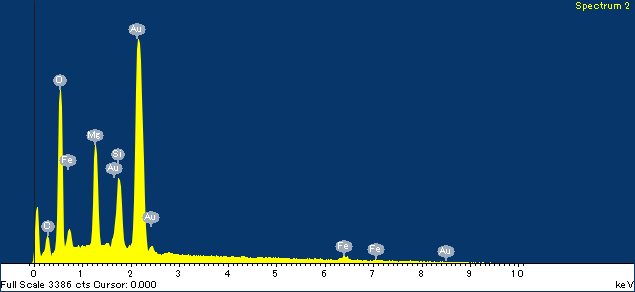 Spectrum 2
Au
O
Mg
Fe
Si
Au
Au
O
Fe
Fe
Au
0 1 2 3 4 5 6 7 8 9 10
Full Scale 3386 cts Cursor: 0.000 keV